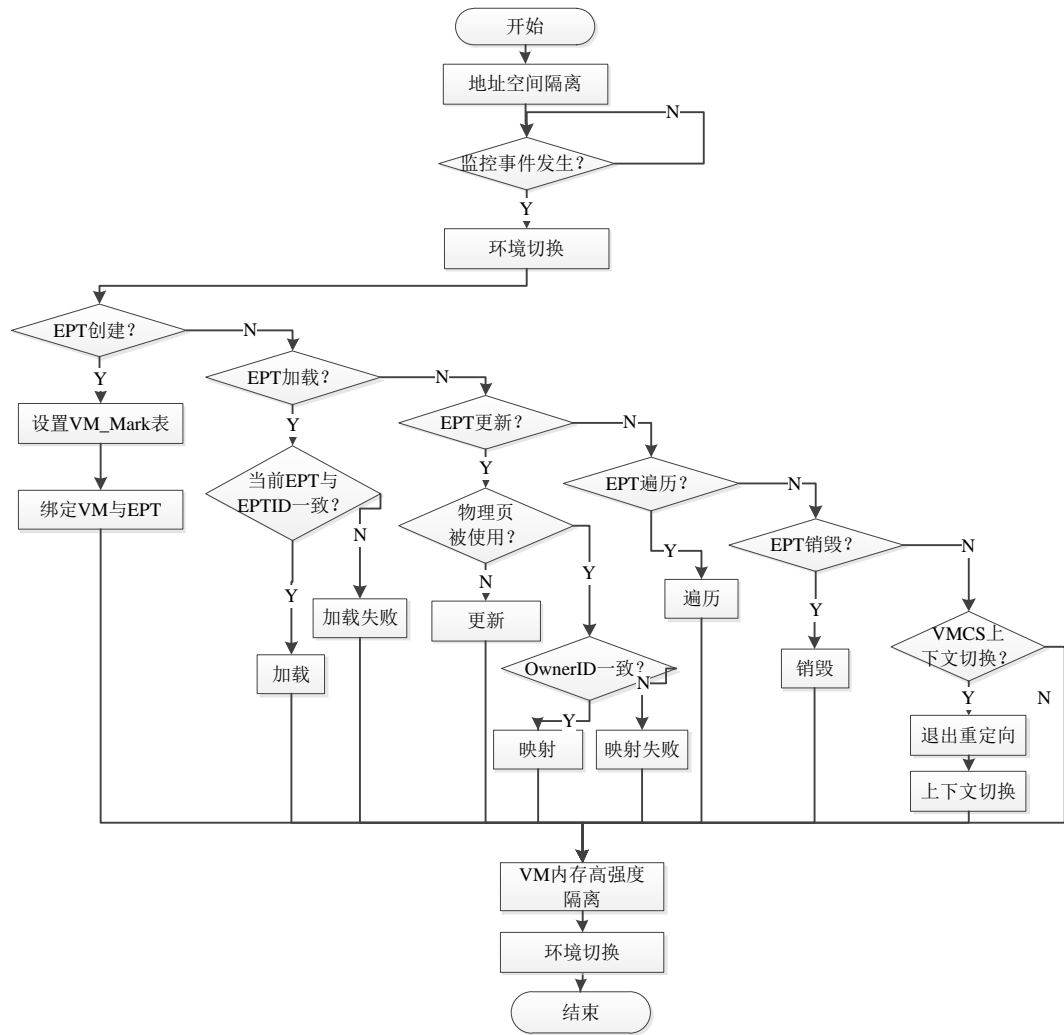 开始
地址空间隔离
N
监控事件发生？
Y
环境切换
EPT创建？
N
EPT加载？
N
Y
EPT更新？
N
设置VM_Mark表
Y
Y
EPT遍历？
N
当前EPT与
EPTID一致？
绑定VM与EPT
物理页
被使用？
EPT销毁？
N
N
Y
Y
N
Y
遍历
Y
加载失败
更新
VMCS上
下文切换？
加载
OwnerID一致？
N
销毁
Y
N
Y
退出重定向
映射
映射失败
上下文切换
VM内存高强度
隔离
环境切换
结束